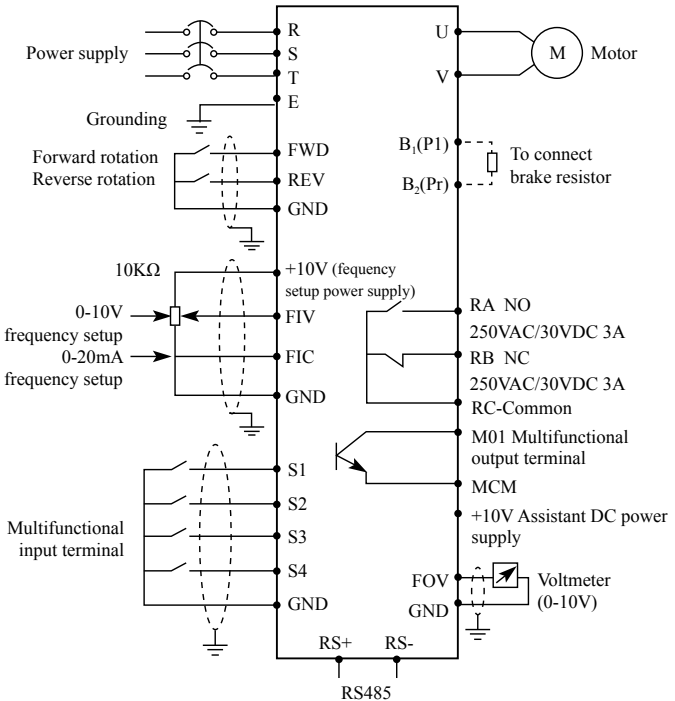 Power supply
R
S
T
E
Grounding
Forward rotation
Reverse rotation
FWD
REV
GND
10KΩ
+10V (fequency
setup power supply)
0-10V
frequency setup
FIV
0-20mA
frequency setup
FIC
GND
Multifunctional
input terminal
S1
S2
S3
S4
GND
U
V
M
Motor
B₁(P1)
B₂(Pr)
To connect
brake resistor
RA NO
250VAC/30VDC 3A
RB NC
250VAC/30VDC 3A
RC-Common
M01 Multifunctional
output terminal
MCM
+10V Assistant DC power
supply
FOV
GND
Voltmeter
(0-10V)
RS+ RS-
RS485